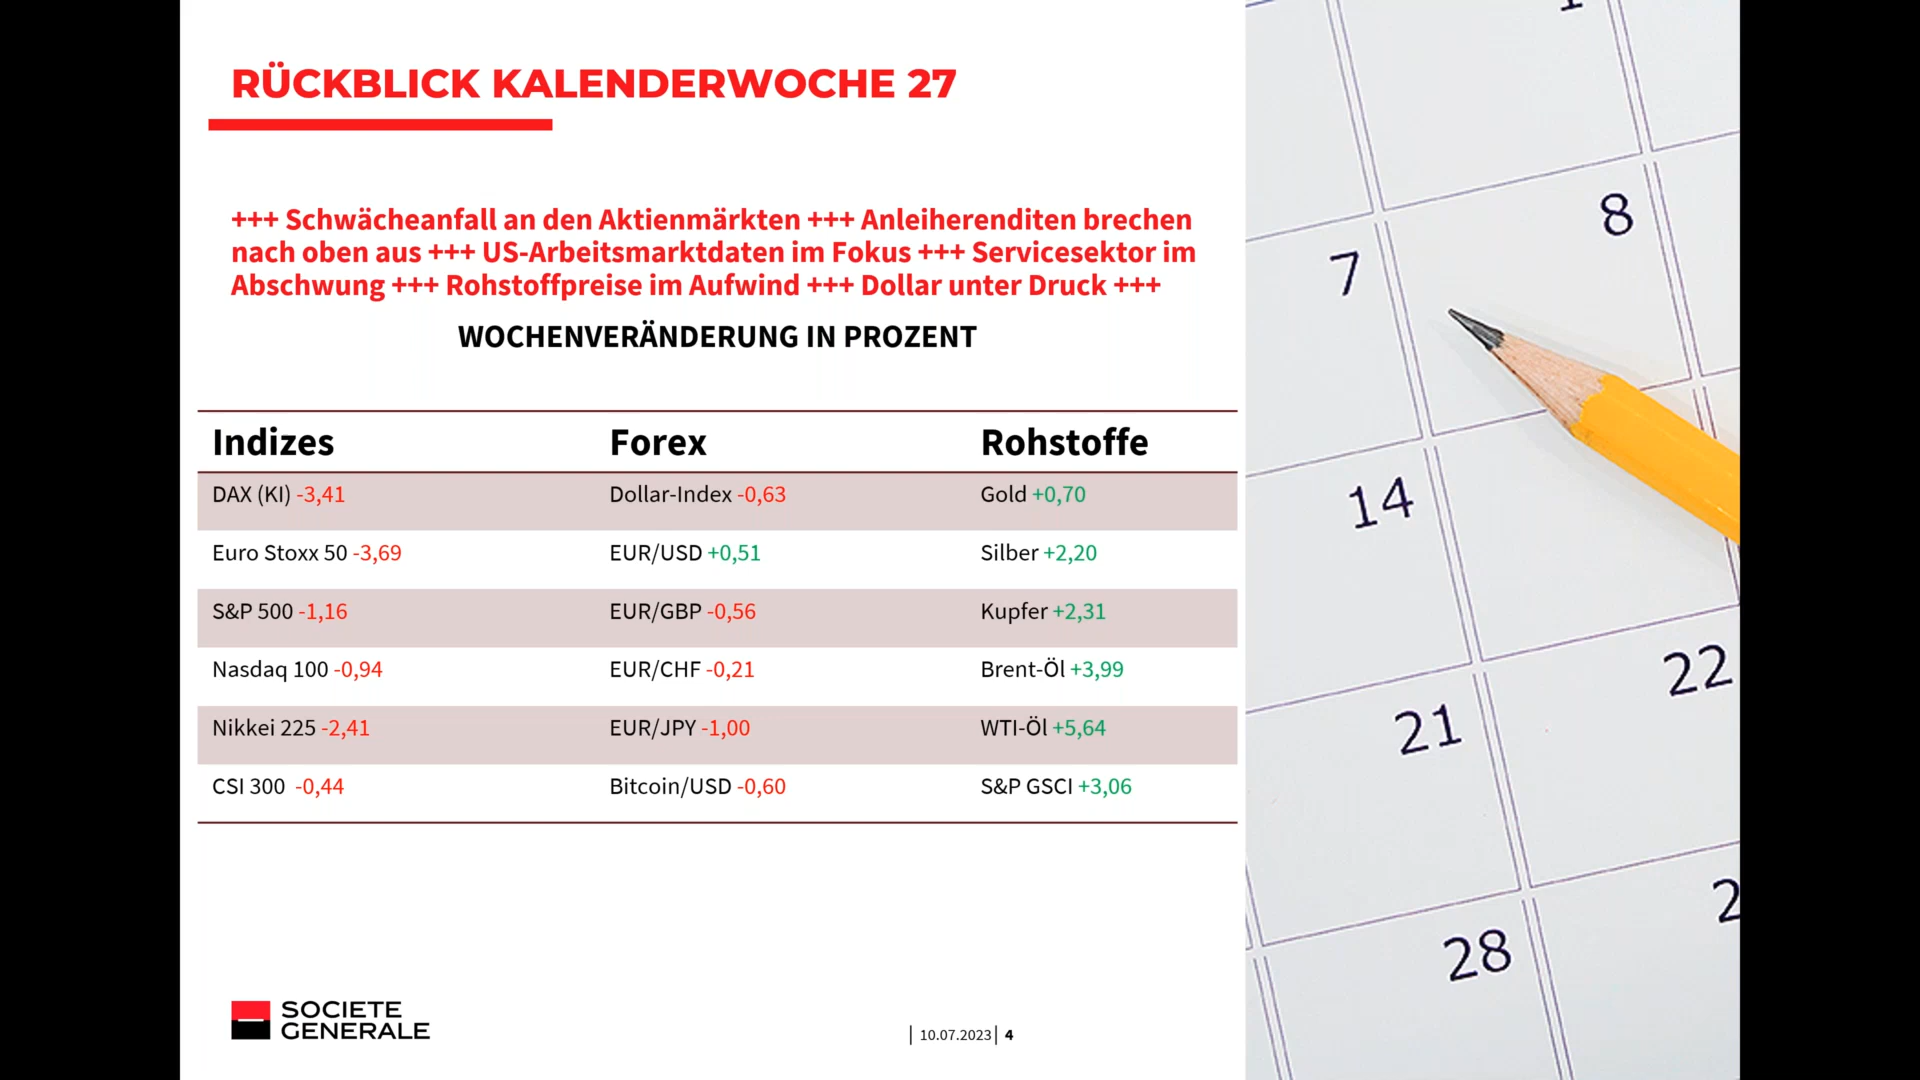 RÜCKBLICK KALENDERWOCHE 27
+++ Schwächeanfall an den Aktienmärkten +++ Anleiherenditen brechen
nach oben aus +++ US-Arbeitsmarktdaten im Fokus +++ Servicesektor im
Abschwung +++ Rohstoffpreise im Aufwind +++ Dollar unter Druck +++
WOCHENVERÄNDERUNG IN PROZENT
Indizes Forex Rohstoffe
DAX (KI) -3,41 Dollar-Index -0,63 Gold +0,70
Euro Stoxx 50 -3,69 EUR/USD +0,51 Silber +2,20
S&P 500 -1,16 EUR/GBP -0,56 Kupfer +2,31
Nasdaq 100 -0,94 EUR/CHF -0,21 Brent-Öl +3,99
Nikkei 225 -2,41 EUR/JPY -1,00 WTI-Öl +5,64
CSI 300 -0,44 Bitcoin/USD -0,60 S&P GSCI +3,06
SOCIETE
GENERALE
| 10.07.2023 | 4
8
7
14
22
21
28